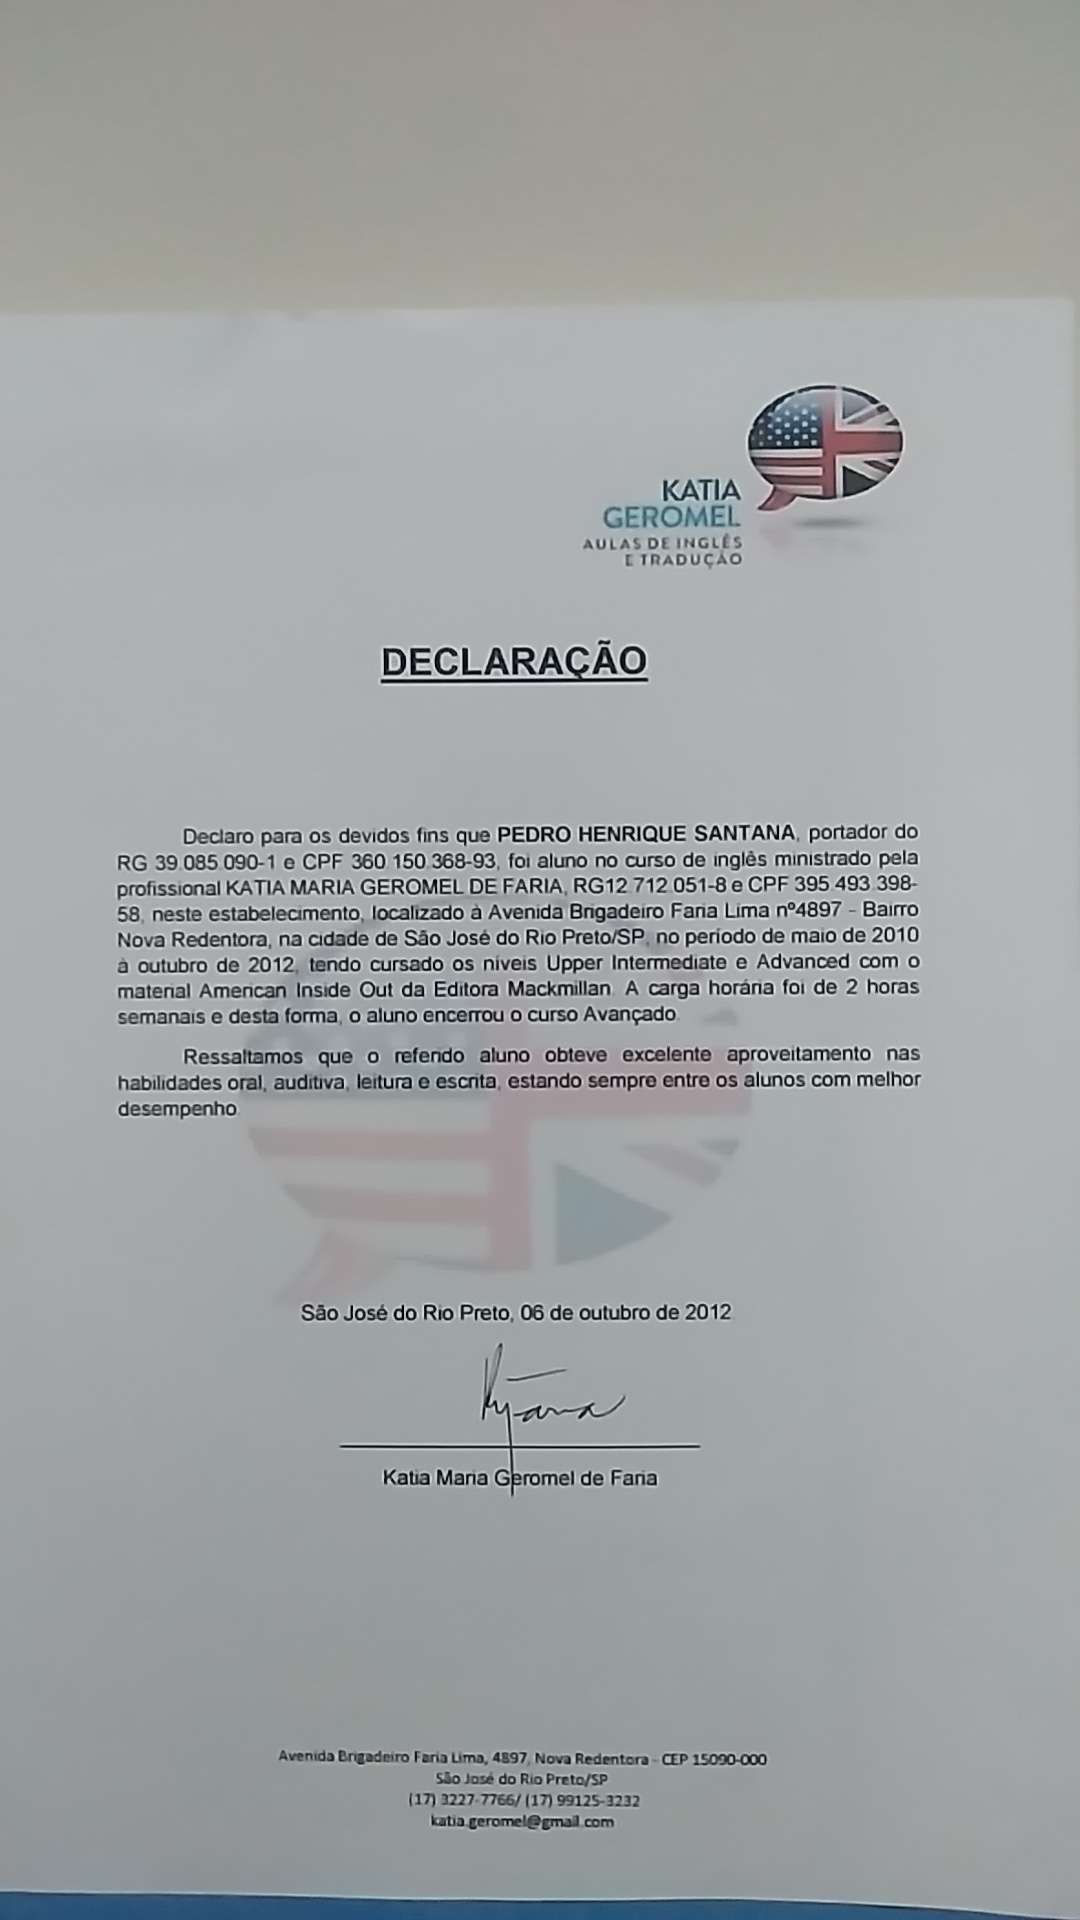 KATIA
GEROMEL
AULAS DE INGLÊS
E TRADUÇÃO
DECLARAÇÃO
Declaro para os devidos fins que PEDRO HENRIQUE SANTANA, portador do
RG 39.085.090-1 e CPF 360.150.368-93, foi aluno no curso de inglês ministrado pela
profissional KATIA MARIA GEROMEL DE FARIA, RG12.712.051-8 e CPF 395.493.398-
58, neste estabelecimento, localizado à Avenida Brigadeiro Faria Lima nº4897 - Bairro
Nova Redentora, na cidade de São José do Rio Preto/SP, no período de maio de 2010
à outubro de 2012, tendo cursado os níveis Upper Intermediate e Advanced com o
material American Inside Out da Editora Mackmillan. A carga horária foi de 2 horas
semanais e desta forma, o aluno encerrou o curso Avançado.
Ressaltamos que o referido aluno obteve excelente aproveitamento nas
habilidades oral, auditiva, leitura e escrita, estando sempre entre os alunos com melhor
desempenho.
São José do Rio Preto, 06 de outubro de 2012.
Katia Maria Geromel de Faria
Avenida Brigadeiro Faria Lima, 4897, Nova Redentora - CEP 15090-000
São José do Rio Preto/SP
(17) 3227-7766/ (17) 99125-3232
katia.geromel@gmail.com